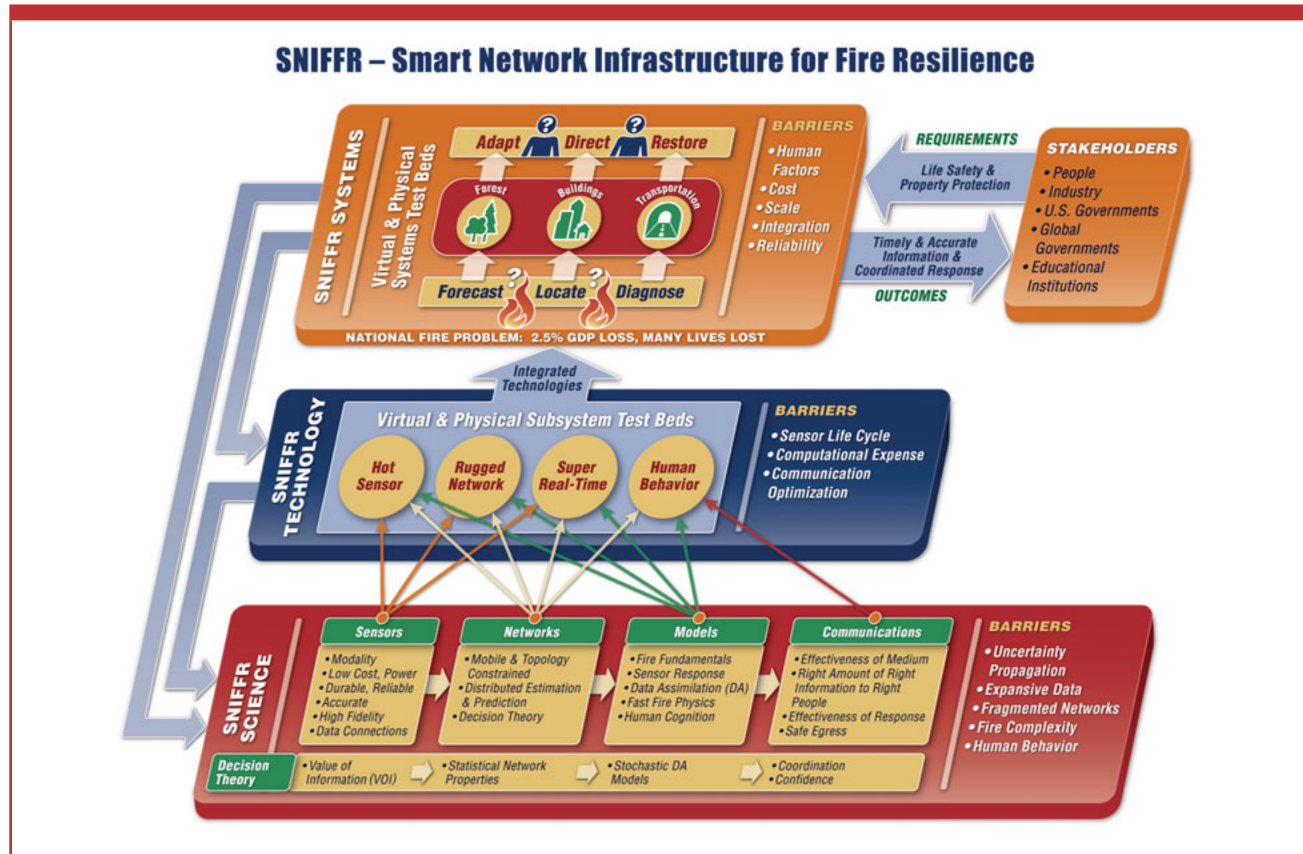 SNIFFR – Smart Network Infrastructure for Fire Resilience
SNIFFR SYSTEMS
Virtual & Physical
Systems Test Beds
? ?
Adapt Direct Restore
Forest Buildings Transportation
? ?
Forecast Locate Diagnose
NATIONAL FIRE PROBLEM: 2.5% GDP LOSS, MANY LIVES LOST
BARRIERS
• Human
Factors
• Cost
• Scale
• Integration
• Reliability
REQUIREMENTS
Life Safety &
Property Protection
Timely & Accurate
Information &
Coordinated Response
OUTCOMES
STAKEHOLDERS
• People
• Industry
• U.S. Governments
• Global
Governments
• Educational
Institutions
Integrated
Technologies
SNIFFR
TECHNOLOGY
Virtual & Physical Subsystem Test Beds
Hot
Sensor
Rugged
Network
Super
Real-Time
Human
Behavior
BARRIERS
• Sensor Life Cycle
• Computational Expense
• Communication
Optimization
SNIFFR
SCIENCE
Sensors
• Modality
• Low Cost, Power
• Durable, Reliable
• Accurate
• High Fidelity
• Data Connections
Networks
• Mobile & Topology
Constrained
• Distributed Estimation
& Prediction
• Decision Theory
Models
• Fire Fundamentals
• Sensor Response
• Data Assimilation (DA)
• Fast Fire Physics
• Human Cognition
Communications
• Effectiveness of Medium
• Right Amount of Right
Information to Right
People
• Effectiveness of Response
• Safe Egress
BARRIERS
• Uncertainty
Propagation
• Expansive Data
• Fragmented Networks
• Fire Complexity
• Human Behavior
Decision
Theory
• Value of
Information (VOI)
• Statistical Network
Properties
• Stochastic DA
Models
• Coordination
• Confidence